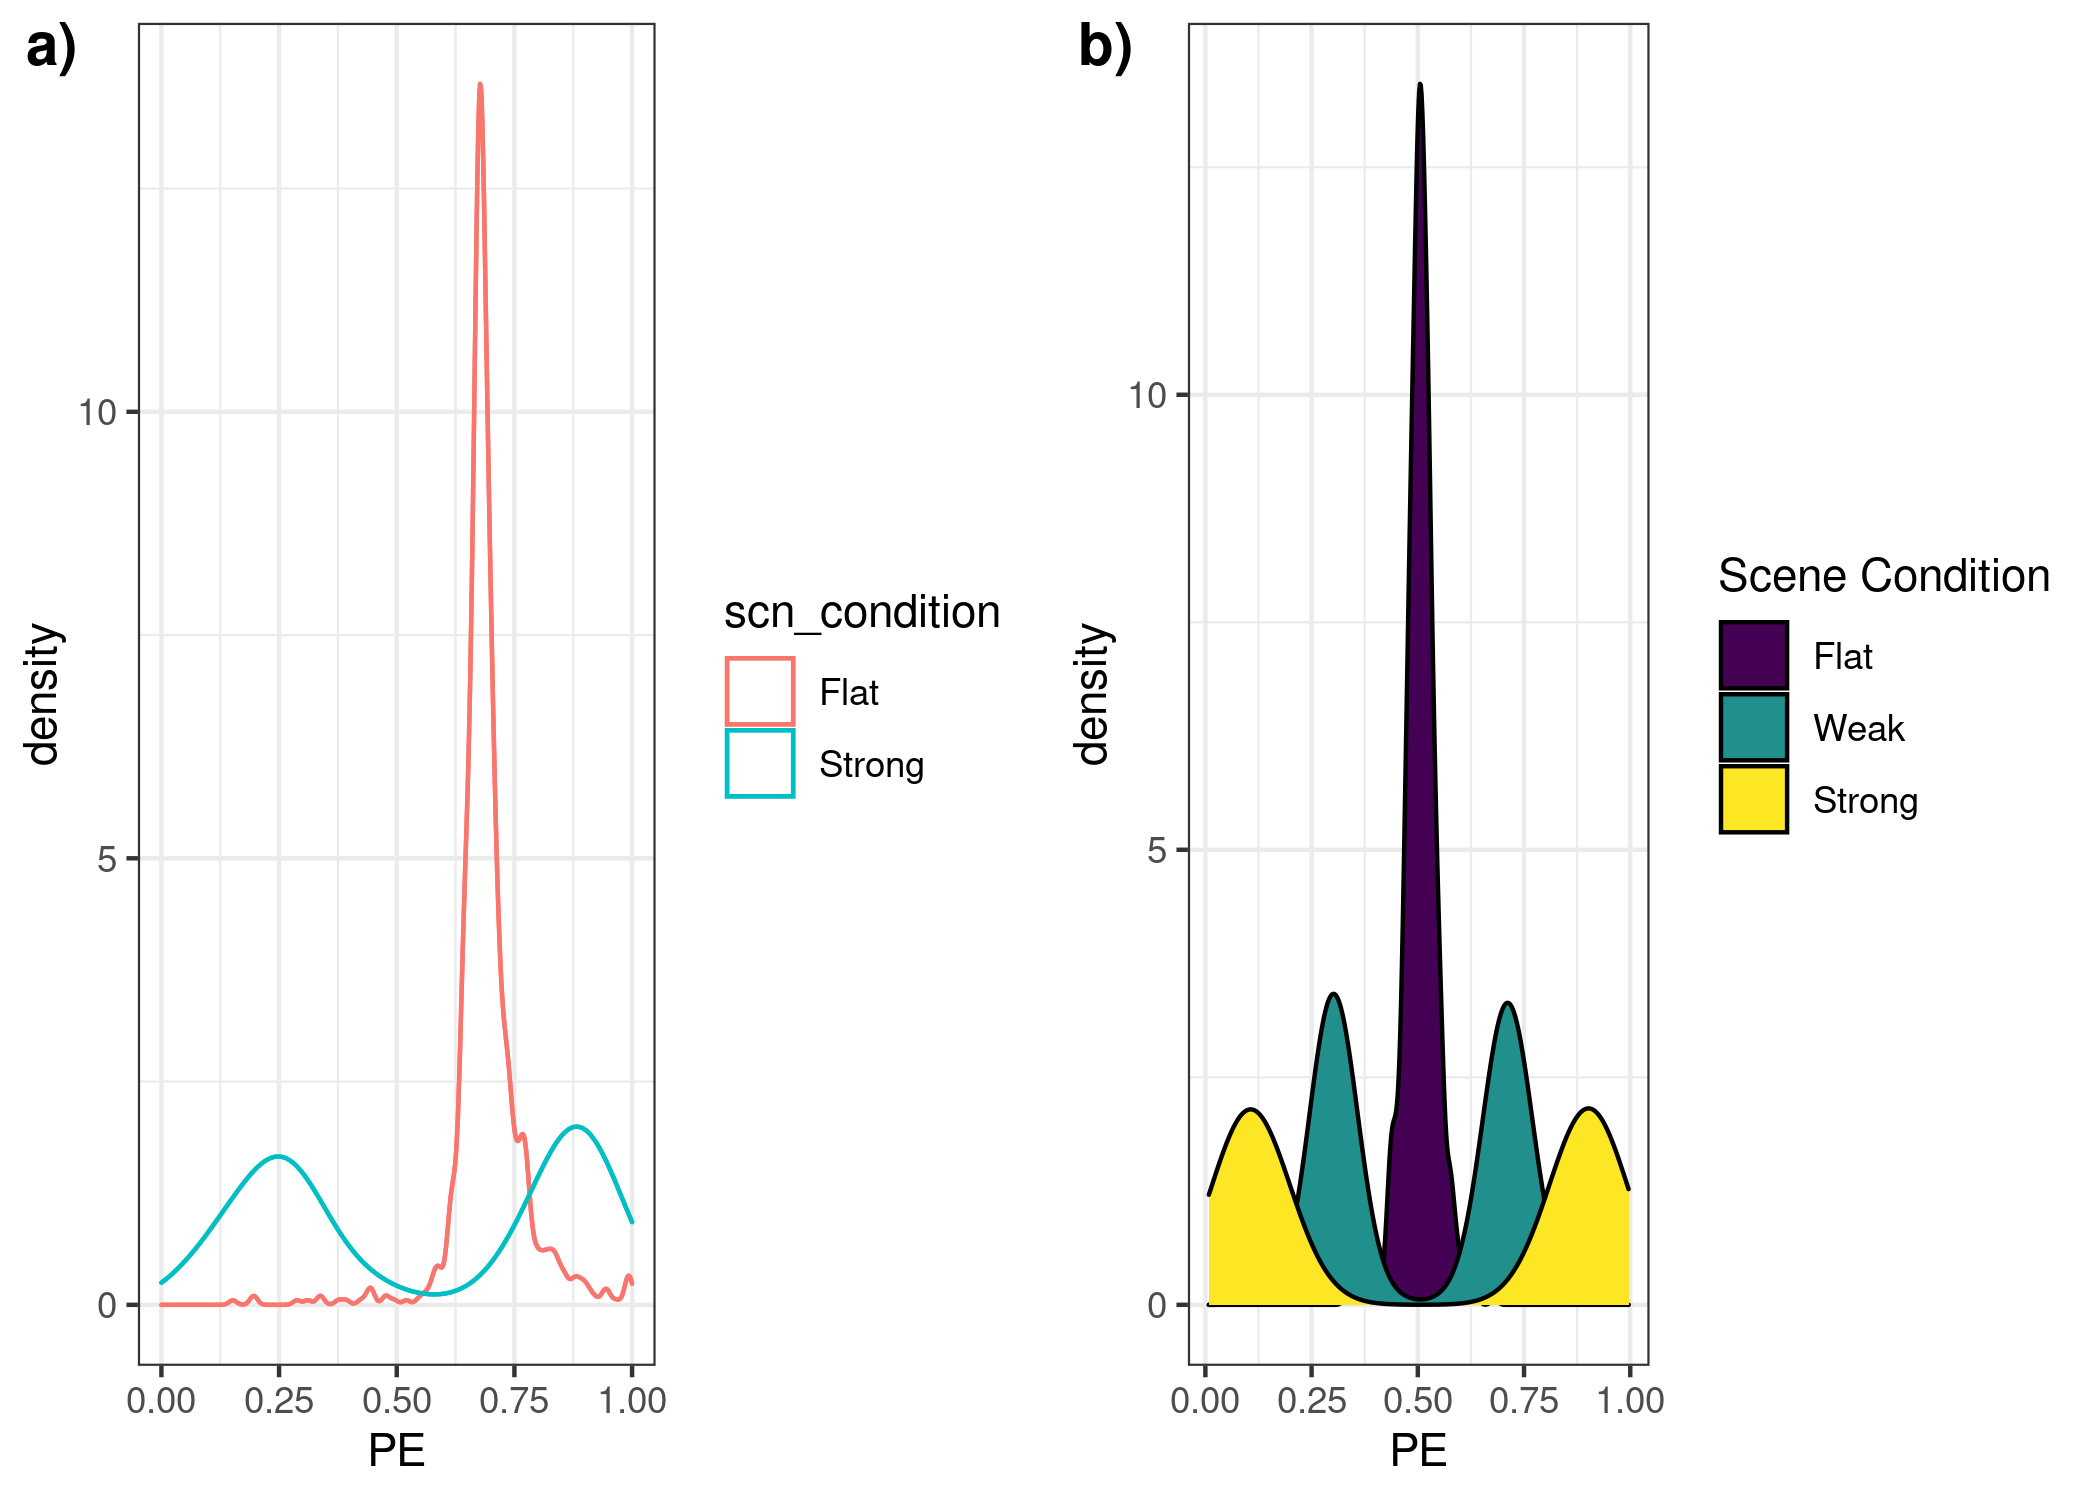 a)
density
10
5
0
0.00 0.25 0.50 0.75 1.00
PE
scn_condition
Flat
Strong
b)
density
10
5
0
0.00 0.25 0.50 0.75 1.00
PE
Scene Condition
Flat
Weak
Strong